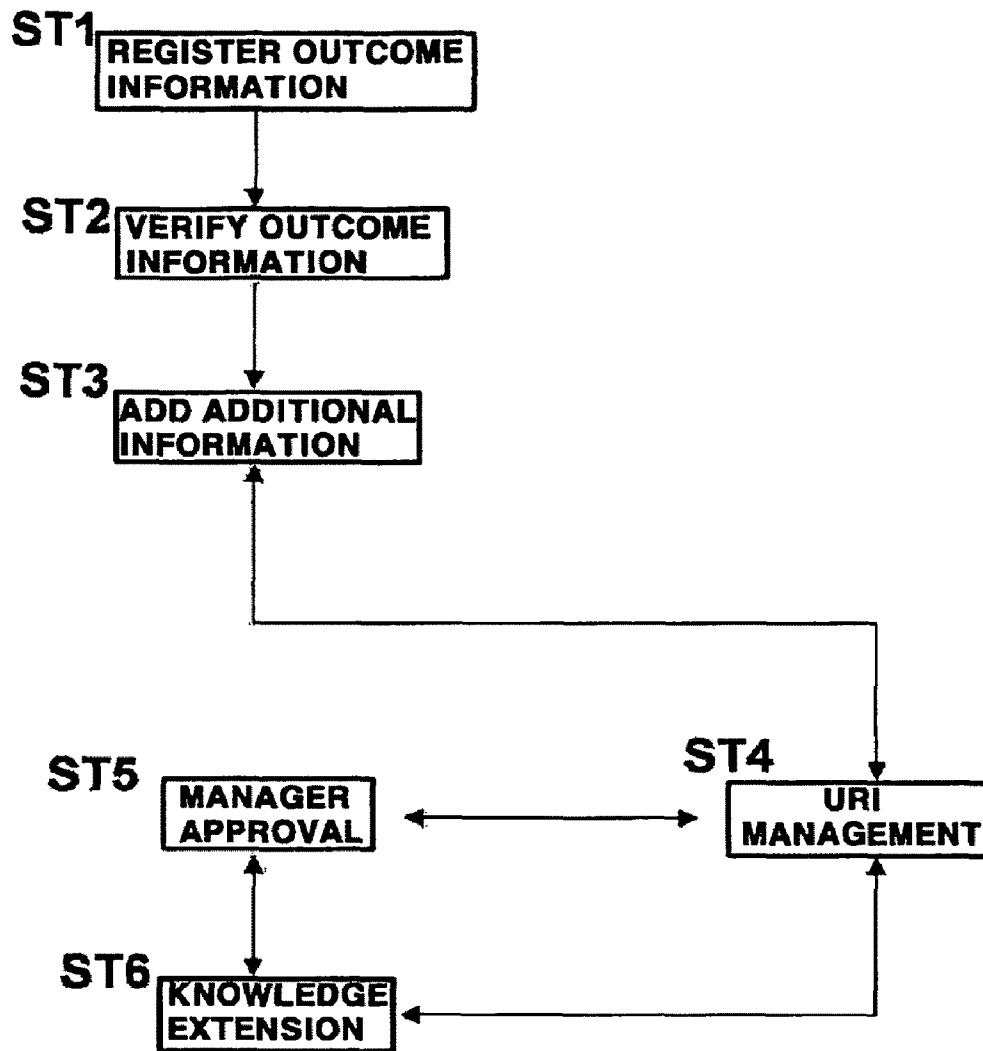 ST1
REGISTER OUTCOME
INFORMATION
ST2
VERIFY OUTCOME
INFORMATION
ST3
ADD ADDITIONAL
INFORMATION
ST5
MANAGER
APPROVAL
ST4
URI
MANAGEMENT
ST6
KNOWLEDGE
EXTENSION